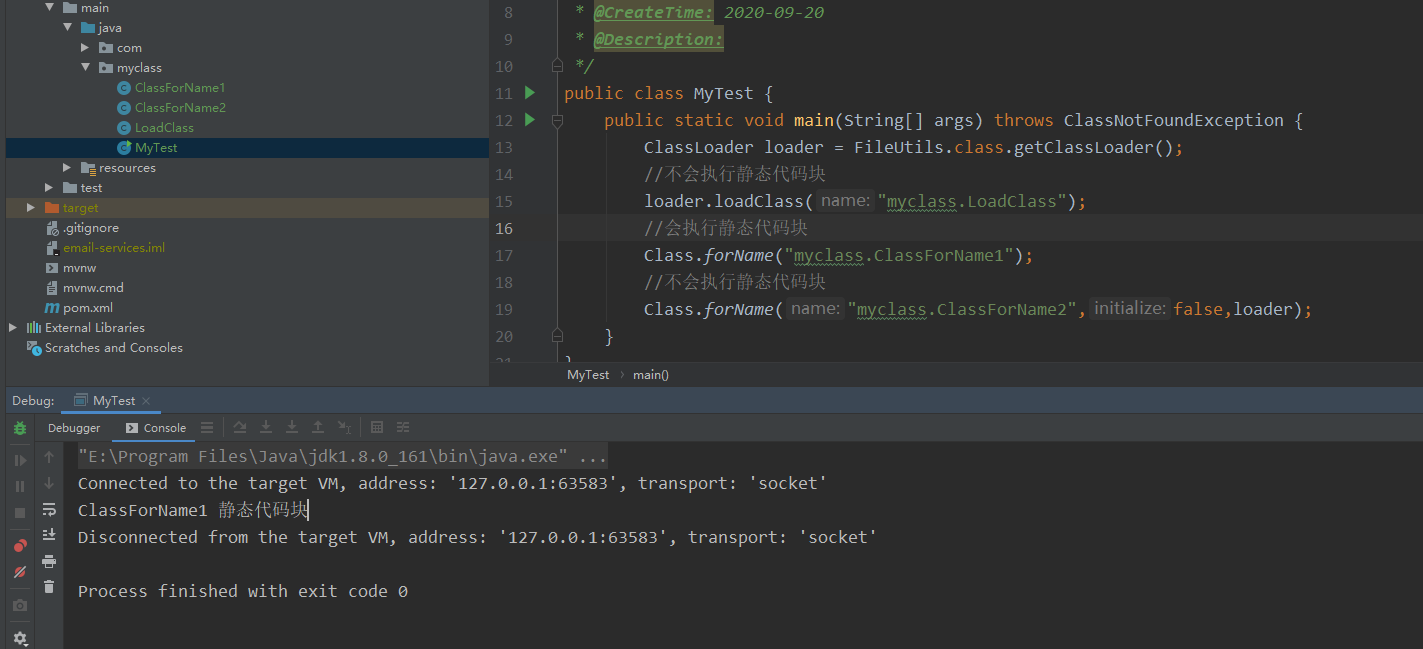 main
java
com
myclass
ClassForName1
ClassForName2
LoadClass
MyTest
resources
test
target
.gitignore
email-services.iml
mvnw
mvnw.cmd
pom.xml
External Libraries
Scratches and Consoles
8 * @CreateTime: 2020-09-20
9 * @Description:
10 */
11 public class MyTest {
12 public static void main(String[] args) throws ClassNotFoundException {
13 ClassLoader loader = FileUtils.class.getClassLoader();
14 //不会执行静态代码块
15 loader.loadClass( name: "myclass.LoadClass");
16 //会执行静态代码块
17 Class.forName("myclass.ClassForName1");
18 //不会执行静态代码块
19 Class.forName( name: "myclass.ClassForName2", initialize: false,loader);
20 }
21 }
MyTest › main()
Debug: MyTest ×
Debugger Console
"E:\Program Files\Java\jdk1.8.0_161\bin\java.exe" ...
Connected to the target VM, address: '127.0.0.1:63583', transport: 'socket'
ClassForName1 静态代码块
Disconnected from the target VM, address: '127.0.0.1:63583', transport: 'socket'
Process finished with exit code 0